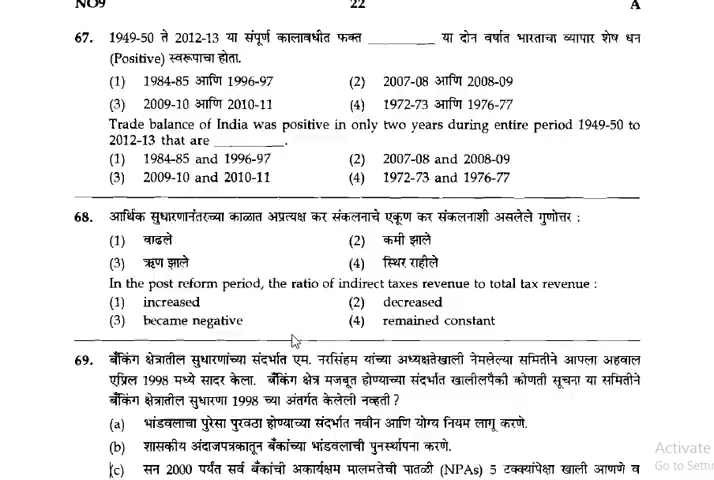 NO9 22 A
67. 1949-50 ते 2012-13 या संपूर्ण कालावधीत फक्त ________ या दोन वर्षात भारताचा व्यापार शेष धन
(Positive) स्वरूपाचा होता.
(1) 1984-85 आणि 1996-97 (2) 2007-08 आणि 2008-09
(3) 2009-10 आणि 2010-11 (4) 1972-73 आणि 1976-77
Trade balance of India was positive in only two years during entire period 1949-50 to
2012-13 that are ________.
(1) 1984-85 and 1996-97 (2) 2007-08 and 2008-09
(3) 2009-10 and 2010-11 (4) 1972-73 and 1976-77
68. आर्थिक सुधारणानंतरच्या काळात अप्रत्यक्ष कर संकलनाचे एकूण कर संकलनाशी असलेले गुणोत्तर :
(1) वाढले (2) कमी झाले
(3) ऋण झाले (4) स्थिर राहीले
In the post reform period, the ratio of indirect taxes revenue to total tax revenue :
(1) increased (2) decreased
(3) became negative (4) remained constant
69. बँकिंग क्षेत्रातील सुधारणांच्या संदर्भात एम. नरसिंहम यांच्या अध्यक्षतेखाली नेमलेल्या समितीने आपला अहवाल
एप्रिल 1998 मध्ये सादर केला. बँकिंग क्षेत्र मजबूत होण्याच्या संदर्भात खालीलपैकी कोणती सूचना या समितीने
बँकिंग क्षेत्रातील सुधारणा 1998 च्या अंतर्गत केलेली नव्हती ?
(a) भांडवलाचा पुरेसा पुरवठा होण्याच्या संदर्भात नवीन आणि योग्य नियम लागू करणे.
(b) शासकीय अंदाजपत्रकातून बँकांच्या भांडवलाची पुनर्स्थापना करणे.
(c) सन 2000 पर्यंत सर्व बँकांची अकार्यक्षम मालमत्तेची पातळी (NPAs) 5 टक्क्यांपेक्षा खाली आणणे व
Activate
Go to Settin